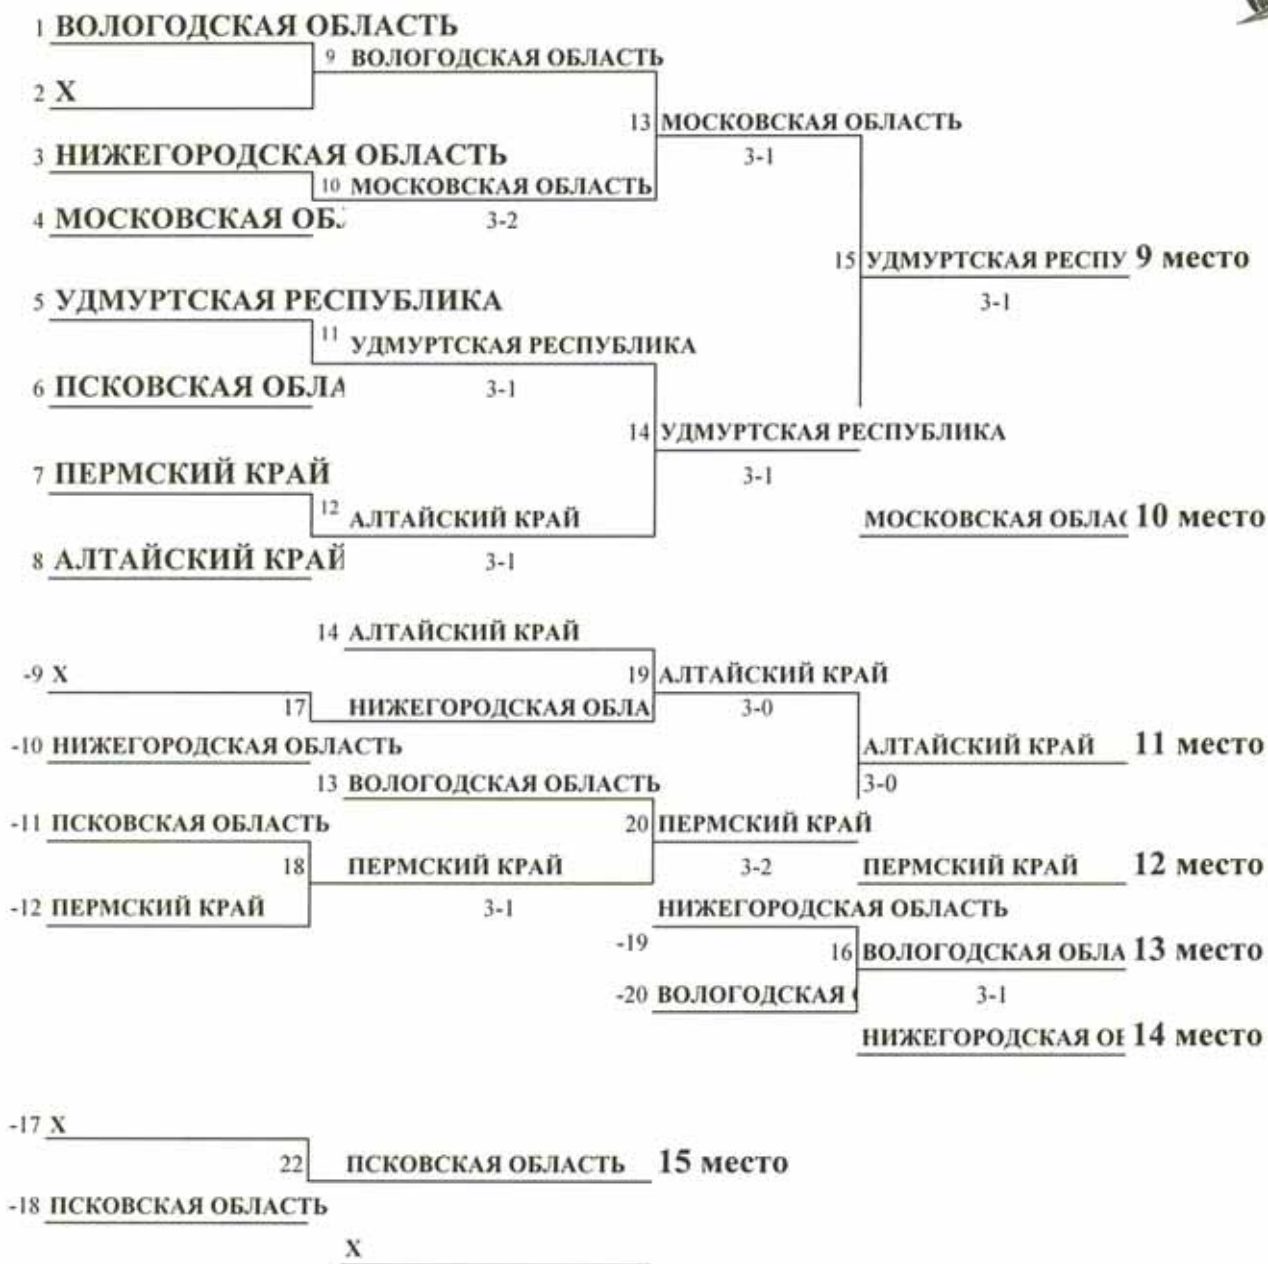 1 ВОЛОГОДСКАЯ ОБЛАСТЬ
9 ВОЛОГОДСКАЯ ОБЛАСТЬ
2 X
13 МОСКОВСКАЯ ОБЛАСТЬ
3 НИЖЕГОРОДСКАЯ ОБЛАСТЬ
3-1
10 МОСКОВСКАЯ ОБЛАСТЬ
4 МОСКОВСКАЯ ОБ
3-2
15 УДМУРТСКАЯ РЕСПУ 9 место
5 УДМУРТСКАЯ РЕСПУБЛИКА
3-1
11 УДМУРТСКАЯ РЕСПУБЛИКА
6 ПСКОВСКАЯ ОБЛА
3-1
14 УДМУРТСКАЯ РЕСПУБЛИКА
7 ПЕРМСКИЙ КРАЙ
3-1
12 АЛТАЙСКИЙ КРАЙ
МОСКОВСКАЯ ОБЛАС 10 место
8 АЛТАЙСКИЙ КРАЙ
3-1
14 АЛТАЙСКИЙ КРАЙ
-9 X
19 АЛТАЙСКИЙ КРАЙ
17 НИЖЕГОРОДСКАЯ ОБЛА
3-0
-10 НИЖЕГОРОДСКАЯ ОБЛАСТЬ
АЛТАЙСКИЙ КРАЙ 11 место
13 ВОЛОГОДСКАЯ ОБЛАСТЬ
3-0
-11 ПСКОВСКАЯ ОБЛАСТЬ
20 ПЕРМСКИЙ КРАЙ
18 ПЕРМСКИЙ КРАЙ
3-2
ПЕРМСКИЙ КРАЙ 12 место
-12 ПЕРМСКИЙ КРАЙ
3-1
НИЖЕГОРОДСКАЯ ОБЛАСТЬ
-19
16 ВОЛОГОДСКАЯ ОБЛА 13 место
-20 ВОЛОГОДСКАЯ
3-1
НИЖЕГОРОДСКАЯ ОБ 14 место
-17 X
22 ПСКОВСКАЯ ОБЛАСТЬ 15 место
-18 ПСКОВСКАЯ ОБЛАСТЬ
X